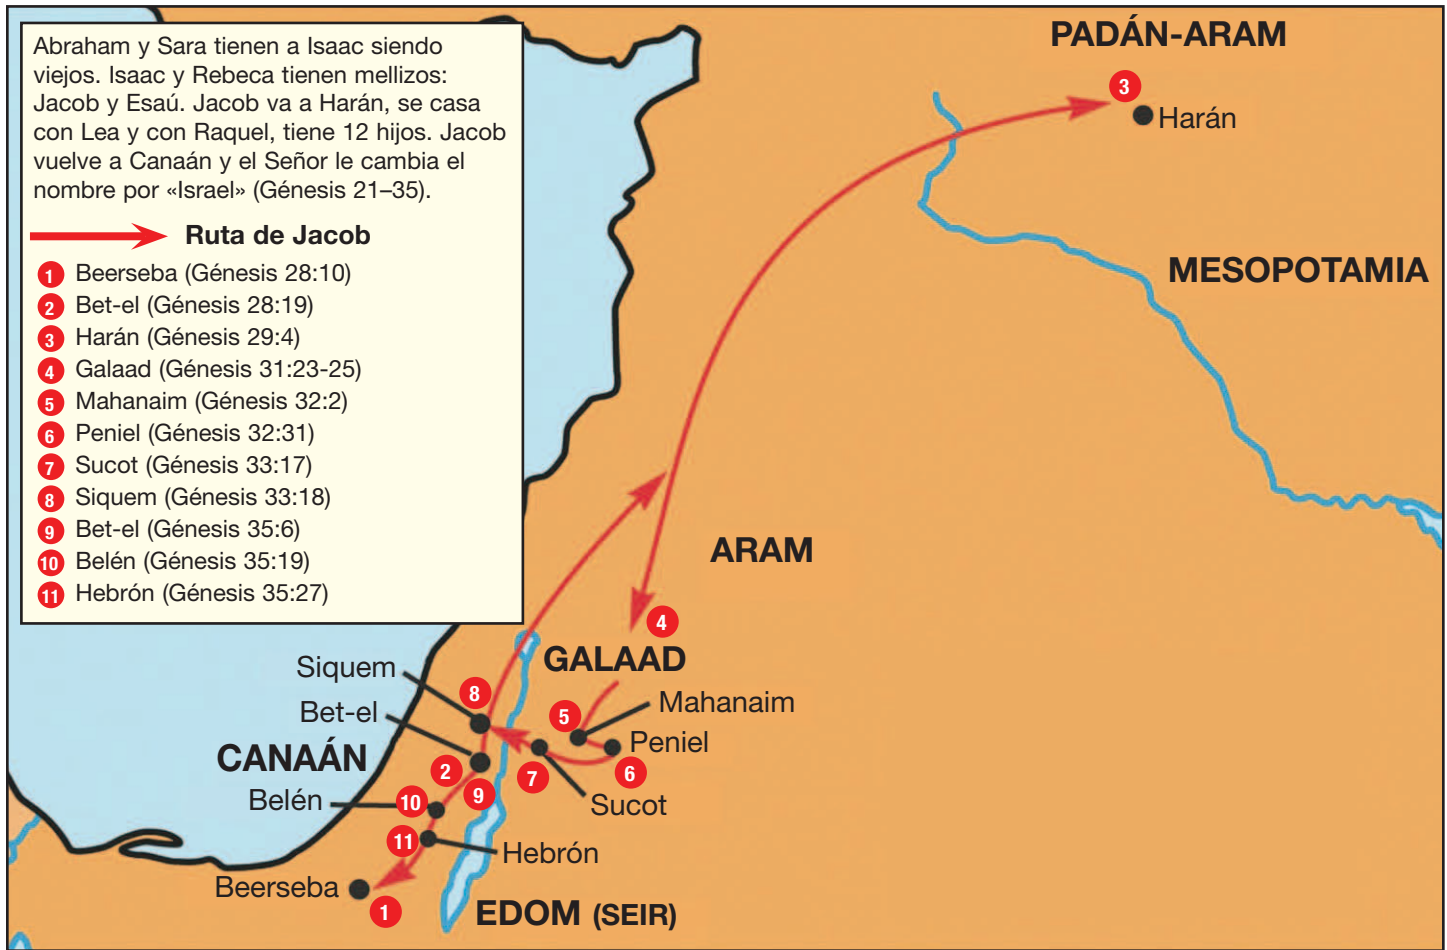 Abraham y Sara tienen a Isaac siendo
viejos. Isaac y Rebeca tienen mellizos:
Jacob y Esaú. Jacob va a Harán, se casa
con Lea y con Raquel, tiene 12 hijos. Jacob
vuelve a Canaán y el Señor le cambia el
nombre por «Israel» (Génesis 21–35).
Ruta de Jacob
1 Beerseba (Génesis 28:10)
2 Bet-el (Génesis 28:19)
3 Harán (Génesis 29:4)
4 Galaad (Génesis 31:23-25)
5 Mahanaim (Génesis 32:2)
6 Peniel (Génesis 32:31)
7 Sucot (Génesis 33:17)
8 Siquem (Génesis 33:18)
9 Bet-el (Génesis 35:6)
10 Belén (Génesis 35:19)
11 Hebrón (Génesis 35:27)
PADÁN-ARAM
3
Harán
MESOPOTAMIA
ARAM
4
GALAAD
Siquem
8
Mahanaim
5
Bet-el
Peniel
CANAÁN
2
9
7
6
Belén
10
Sucot
11
Hebrón
Beerseba
1
EDOM (SEIR)